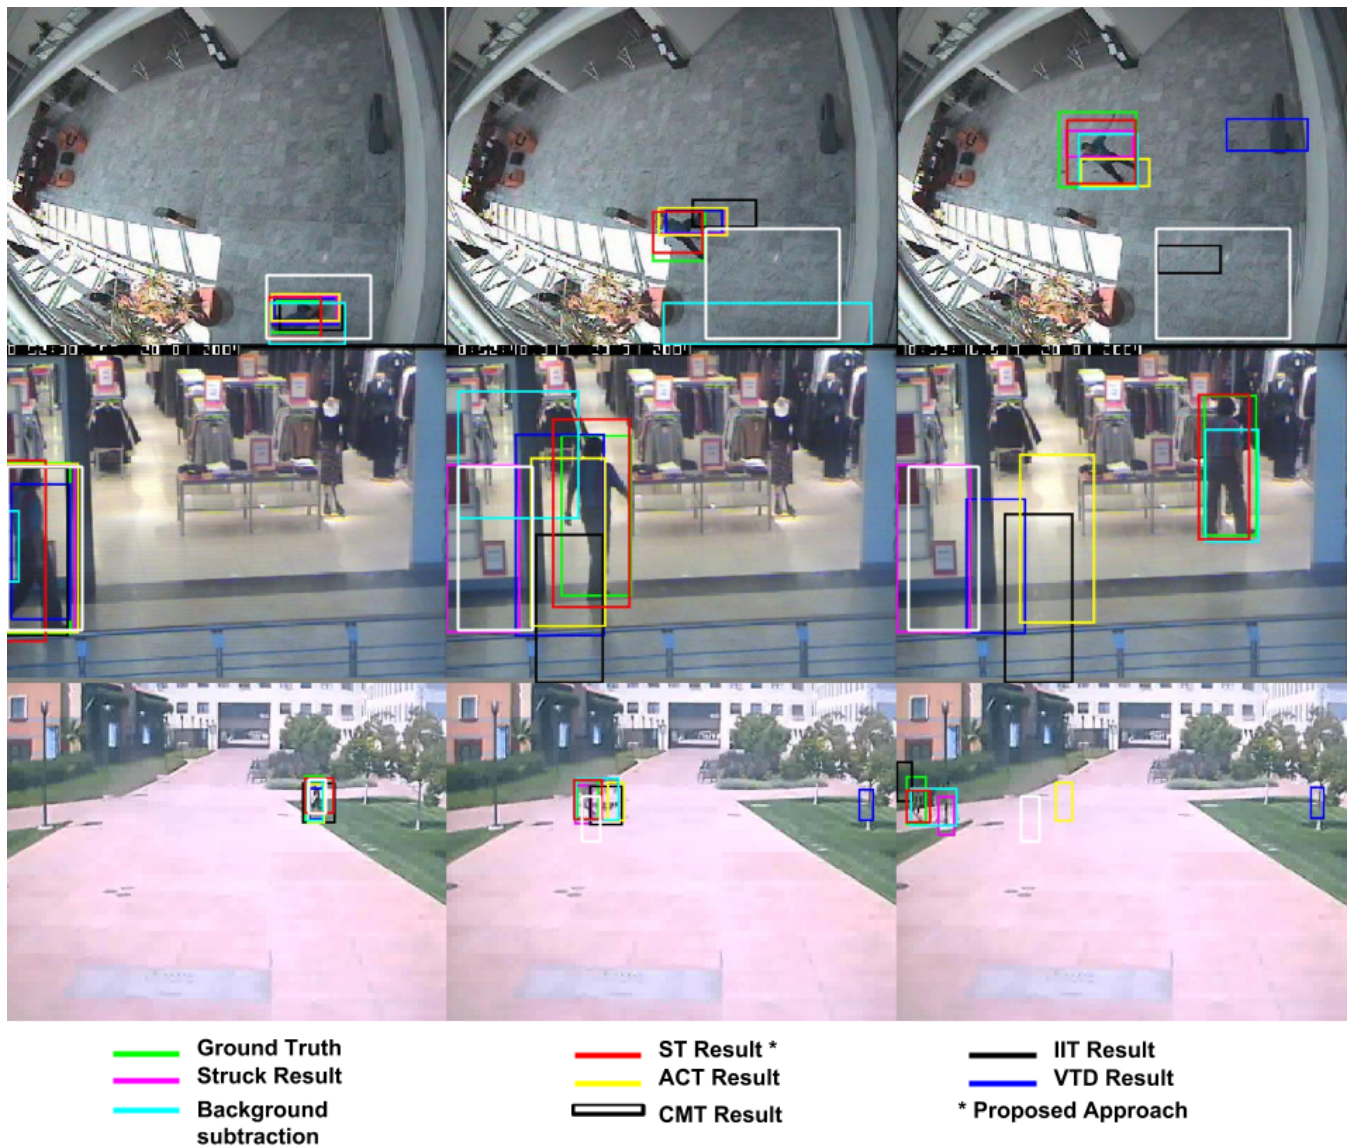 Ground Truth
Struck Result
Background
subtraction
ST Result *
ACT Result
CMT Result
IIT Result
VTD Result
* Proposed Approach